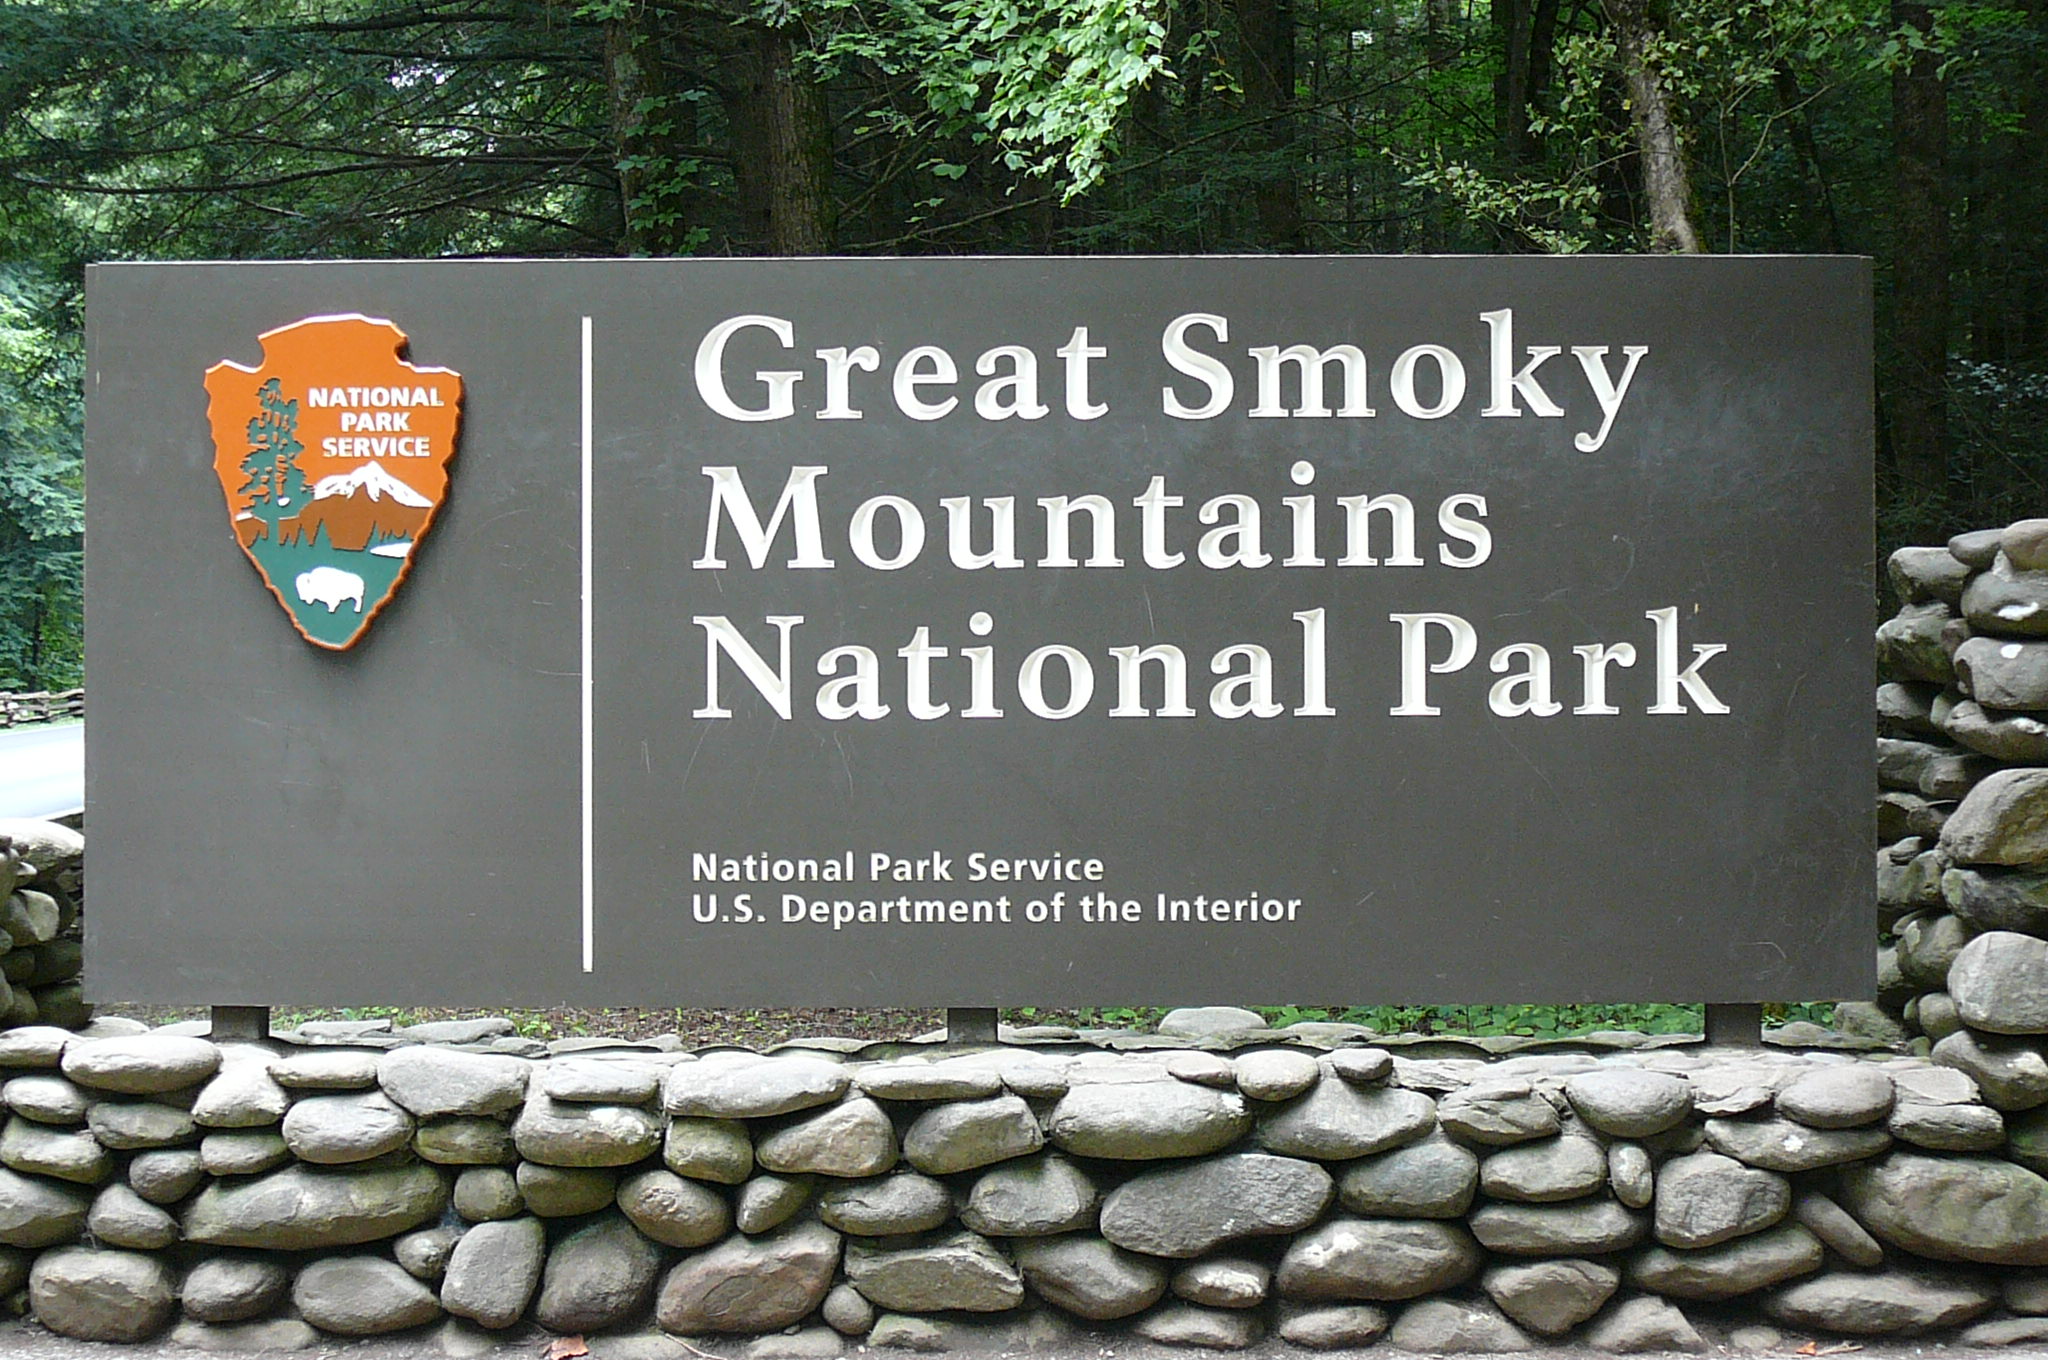 NATIONAL
PARK
SERVICE
Great Smoky
Mountains
National Park
National Park Service
U.S. Department of the Interior